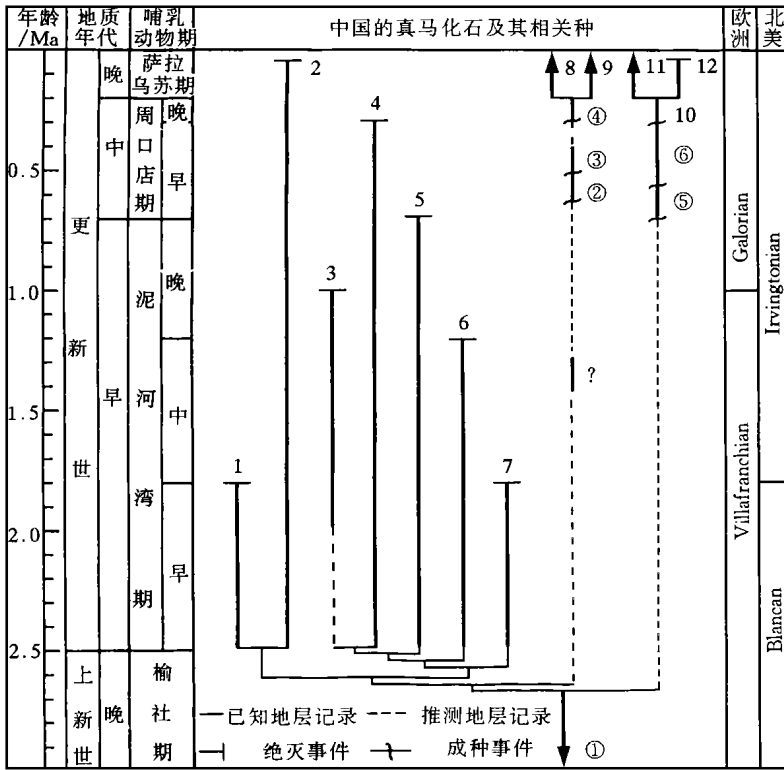 年龄 /Ma
地质年代
哺乳动物期
中国的真马化石及其相关种
欧洲
北美
晚
萨拉乌苏期
2
8
9
11
12
周口店期
晚
4
④
10
中
③
⑥
0.5
早
②
⑤
更新世
5
Galorian
Irvingtonian
泥河湾期
晚
3
1.0
6
早
中
?
1.5
1
7
Villafranchian
2.0
早
Blancan
2.5
上新世
晚
榆社期
已知地层记录
推测地层记录
绝灭事件
成种事件
①